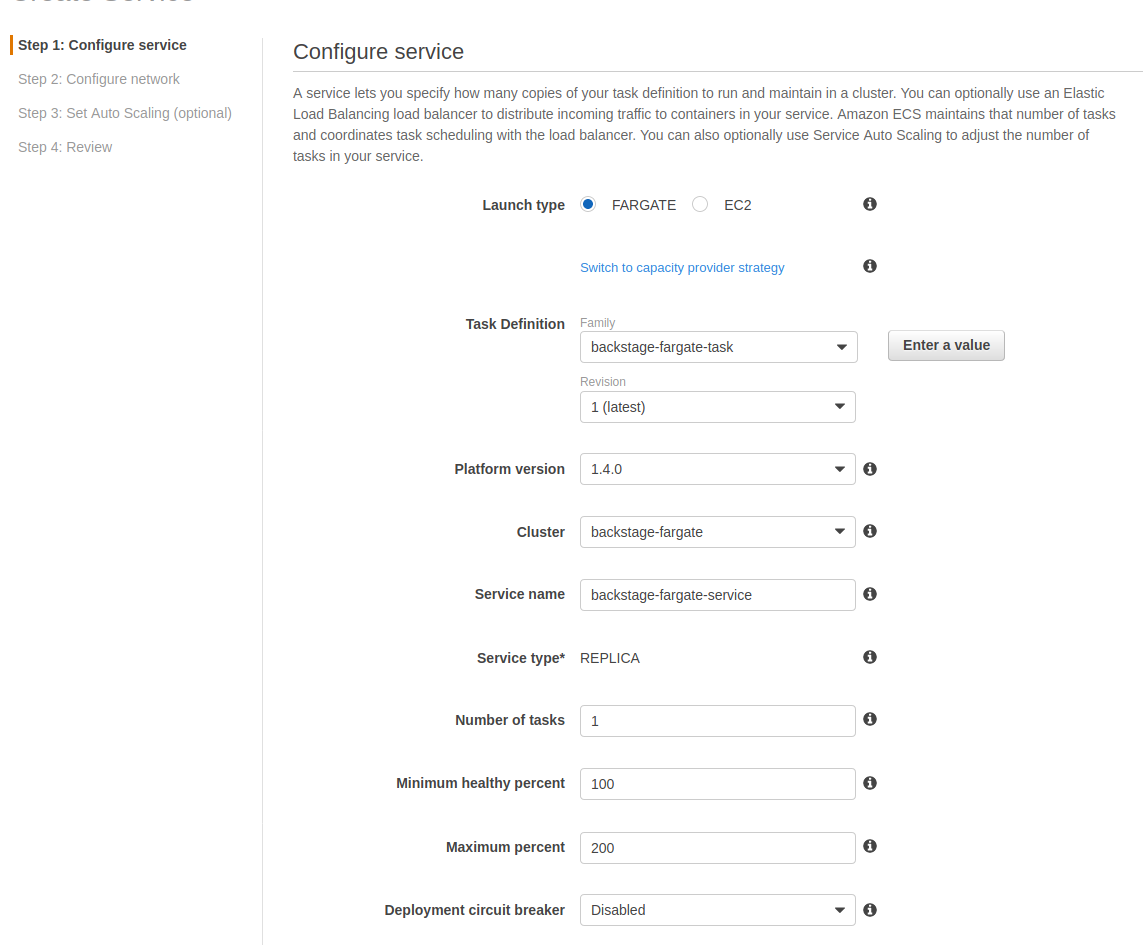 Create Service
Step 1: Configure service
Step 2: Configure network
Step 3: Set Auto Scaling (optional)
Step 4: Review
Configure service
A service lets you specify how many copies of your task definition to run and maintain in a cluster. You can optionally use an Elastic
Load Balancing load balancer to distribute incoming traffic to containers in your service. Amazon ECS maintains that number of tasks
and coordinates task scheduling with the load balancer. You can also optionally use Service Auto Scaling to adjust the number of
tasks in your service.
Launch type FARGATE EC2
Switch to capacity provider strategy
Task Definition Family
backstage-fargate-task Enter a value
Revision
1 (latest)
Platform version 1.4.0
Cluster backstage-fargate
Service name backstage-fargate-service
Service type* REPLICA
Number of tasks 1
Minimum healthy percent 100
Maximum percent 200
Deployment circuit breaker Disabled